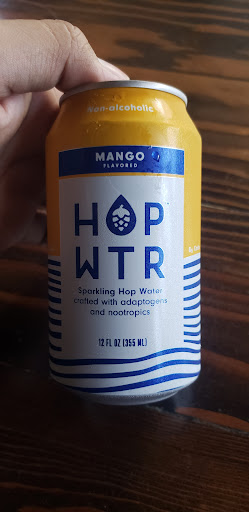 Non-alcoholic
MANGO
FLAVORED
HOP
WTR
Sparkling Hop Water
crafted with adaptogens
and nootropics
12 FL OZ (355 ML)